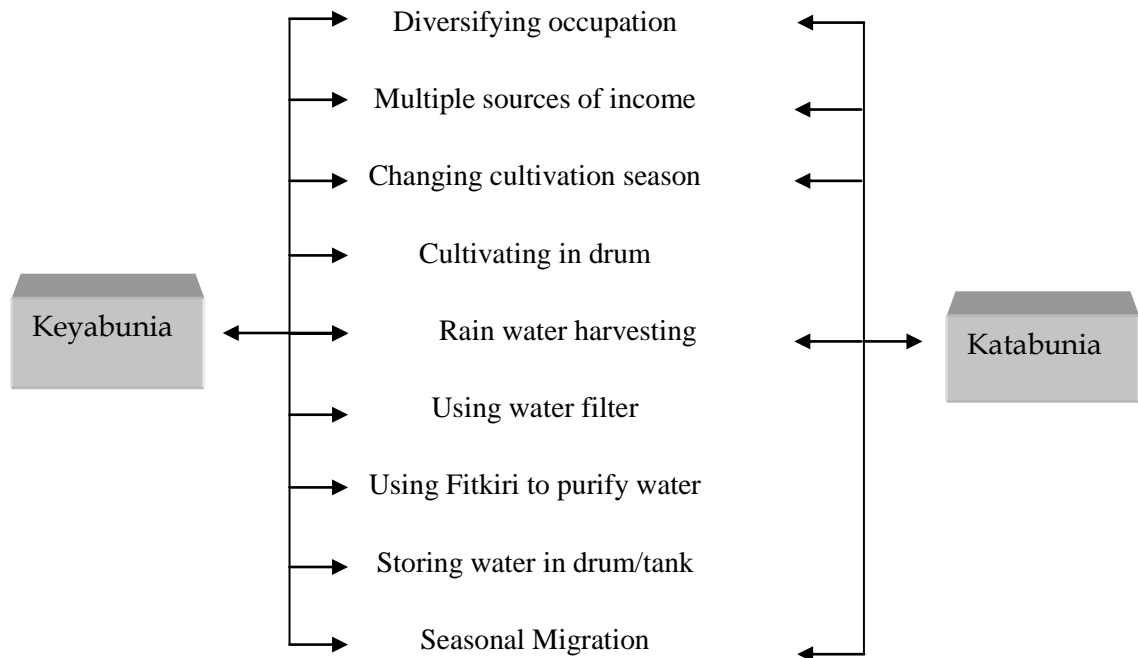 Diversifying occupation
Multiple sources of income
Changing cultivation season
Cultivating in drum
Keyabunia
Rain water harvesting
Katabunia
Using water filter
Using Fitkiri to purify water
Storing water in drum/tank
Seasonal Migration